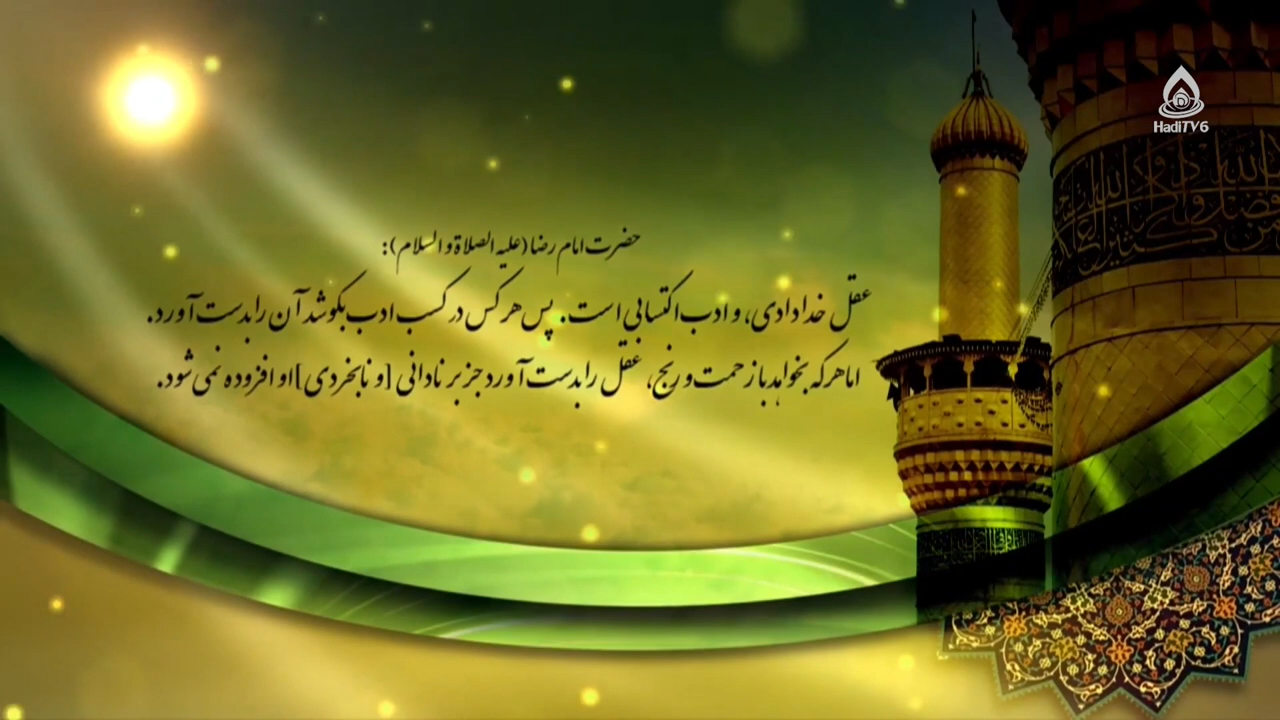 HadiTV6
حضرت امام رضا (علیه الصلاة و السلام):
عقل خدادادی، و ادب اکتسابی است. پس هر کس در کسب ادب بکوشد آن را بدست آورد.
اما هر که بخواهد با زحمت و رنج، عقل را بدست آورد جز بر نادانی [و نابخردی] او افزوده نمی شود.